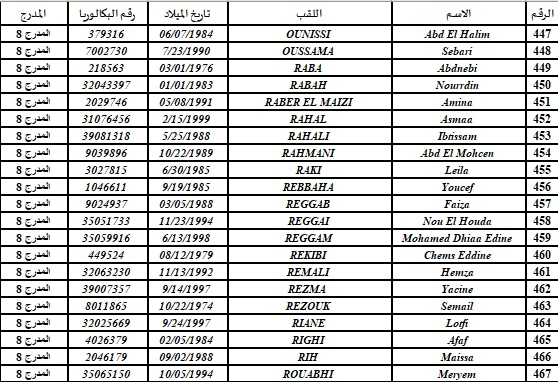 الرقم الاسم اللقب تاريخ الميلاد رقم البكالوريا المدرج
447 Abd El Halim OUNISSI 06/07/1984 379316 المدرج 8
448 Sebari OUSSAMA 7/23/1990 7002730 المدرج 8
449 Abdnebi RABA 03/01/1976 218563 المدرج 8
450 Nourrdin RABAH 01/01/1983 32043397 المدرج 8
451 Amina RABER EL MAIZI 05/08/1991 2029746 المدرج 8
452 Asmaa RAHAL 2/15/1999 31076456 المدرج 8
453 Ibtissam RAHALI 5/25/1988 39081318 المدرج 8
454 Abd El Mohcen RAHMANI 10/22/1989 9039896 المدرج 8
455 Leila RAKI 6/30/1985 3027815 المدرج 8
456 Youcef REBBAHA 9/19/1985 1046611 المدرج 8
457 Faiza REGGAB 03/05/1988 9024937 المدرج 8
458 Nou El Houda REGGAI 11/23/1994 35051733 المدرج 8
459 Mohamed Dhiaa Edine REGGAM 6/13/1998 35059916 المدرج 8
460 Chems Eddine REKIBI 08/12/1979 449524 المدرج 8
461 Hemza REMALI 11/13/1992 32063230 المدرج 8
462 Yacine REZMA 9/14/1997 39007357 المدرج 8
463 Semail REZOUK 10/22/1974 8011865 المدرج 8
464 Lotfi RIANE 9/24/1997 32025669 المدرج 8
465 Afaf RIGHI 02/05/1984 4026379 المدرج 8
466 Maissa RIH 09/02/1988 2046179 المدرج 8
467 Meryem ROUABHI 10/05/1994 35065150 المدرج 8